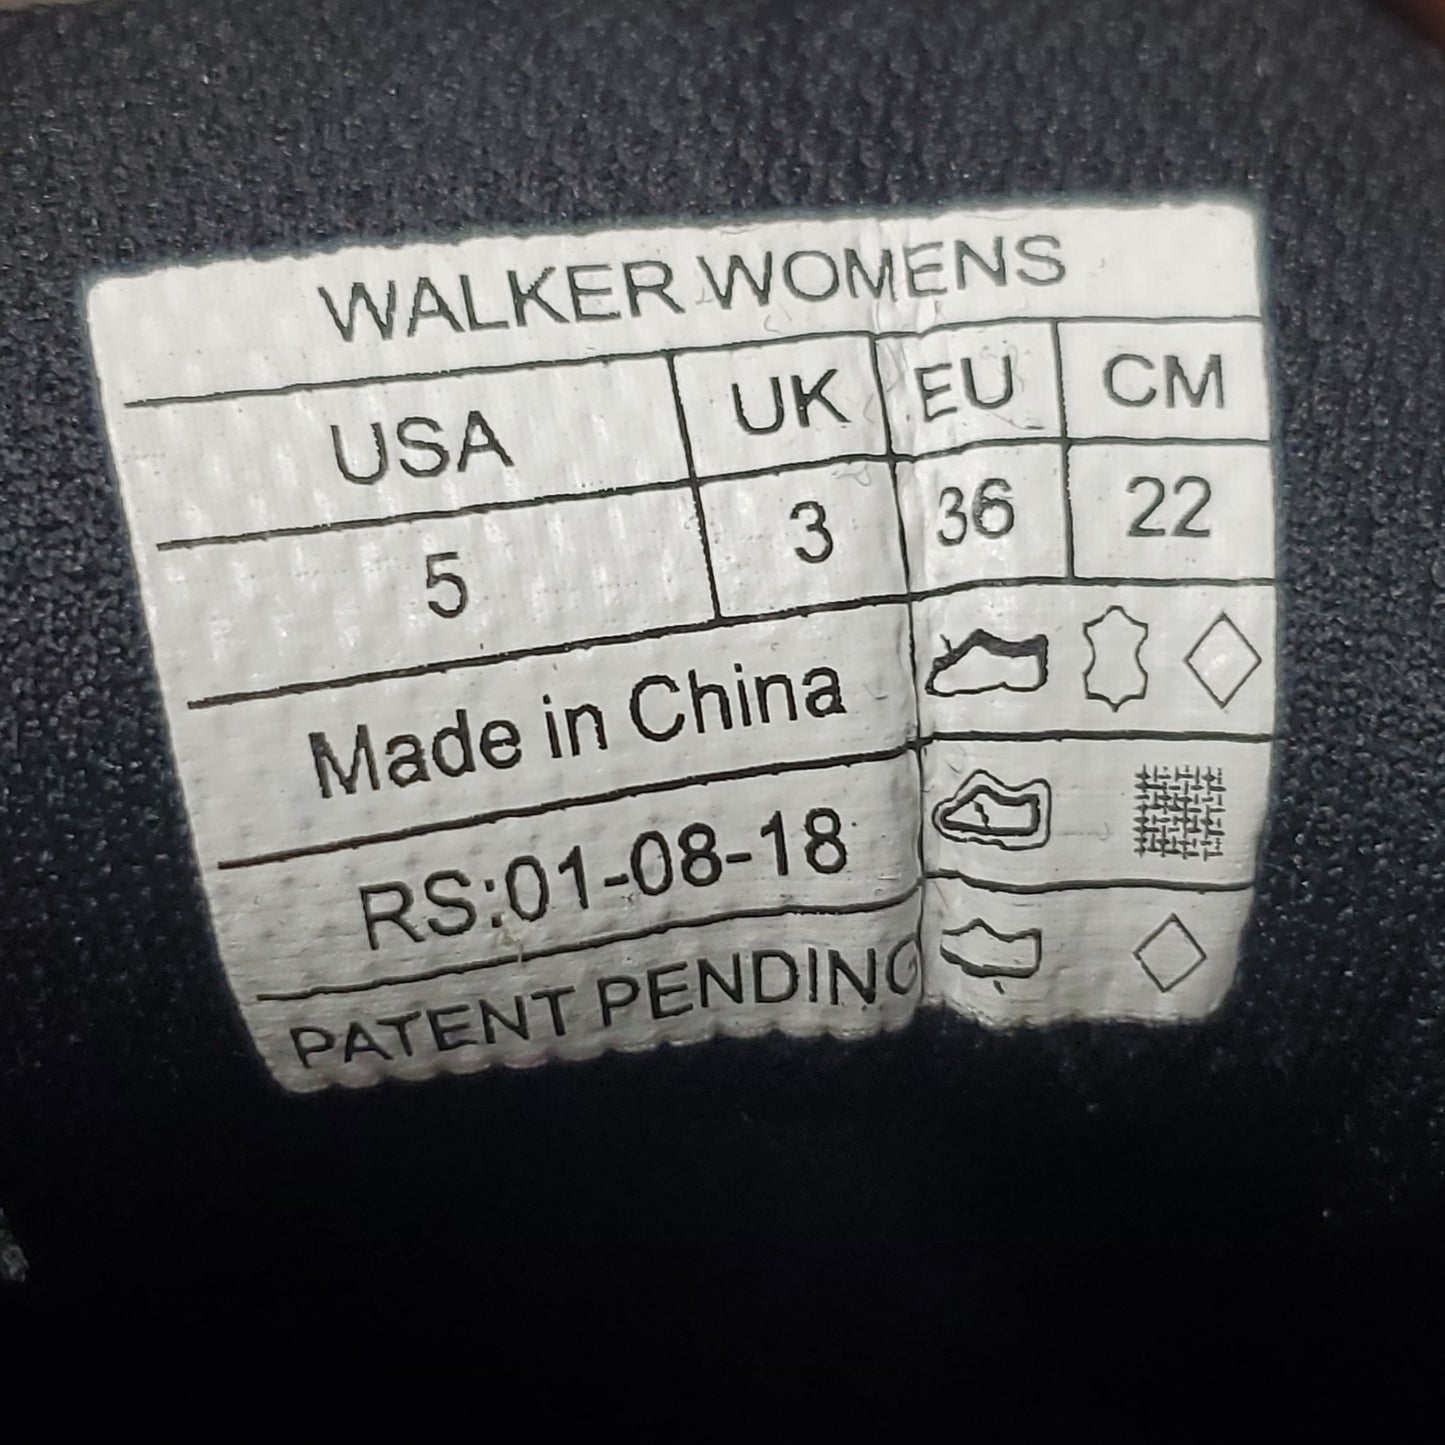 WALKER WOMENS
USA UK EU CM
5 3 36 22
Made in China
RS:01-08-18
PATENT PENDING